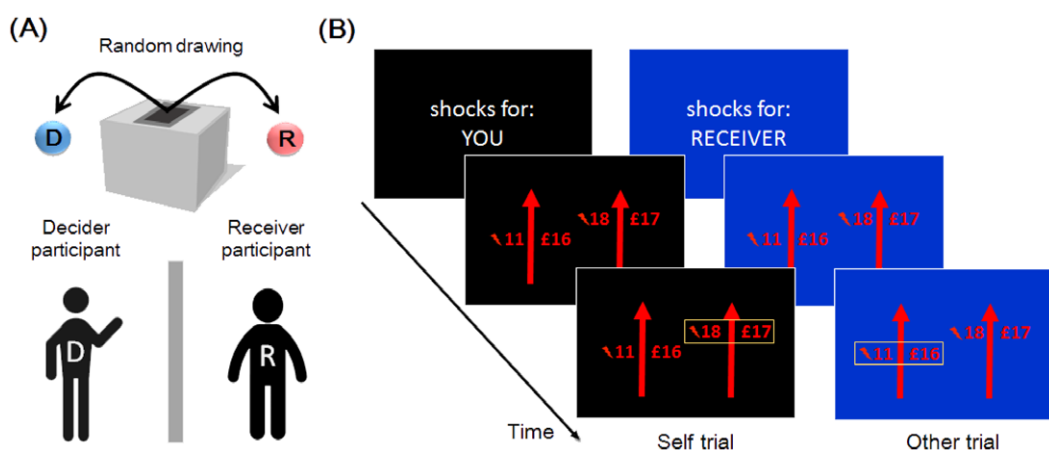 (A)
Random drawing
D
R
Decider
participant
Receiver
participant
D
R
(B)
shocks for:
YOU
shocks for:
RECEIVER
11 £16
18 £17
11 £16
18 £17
11 £16
18 £17
11 £16
18 £17
Time
Self trial
Other trial